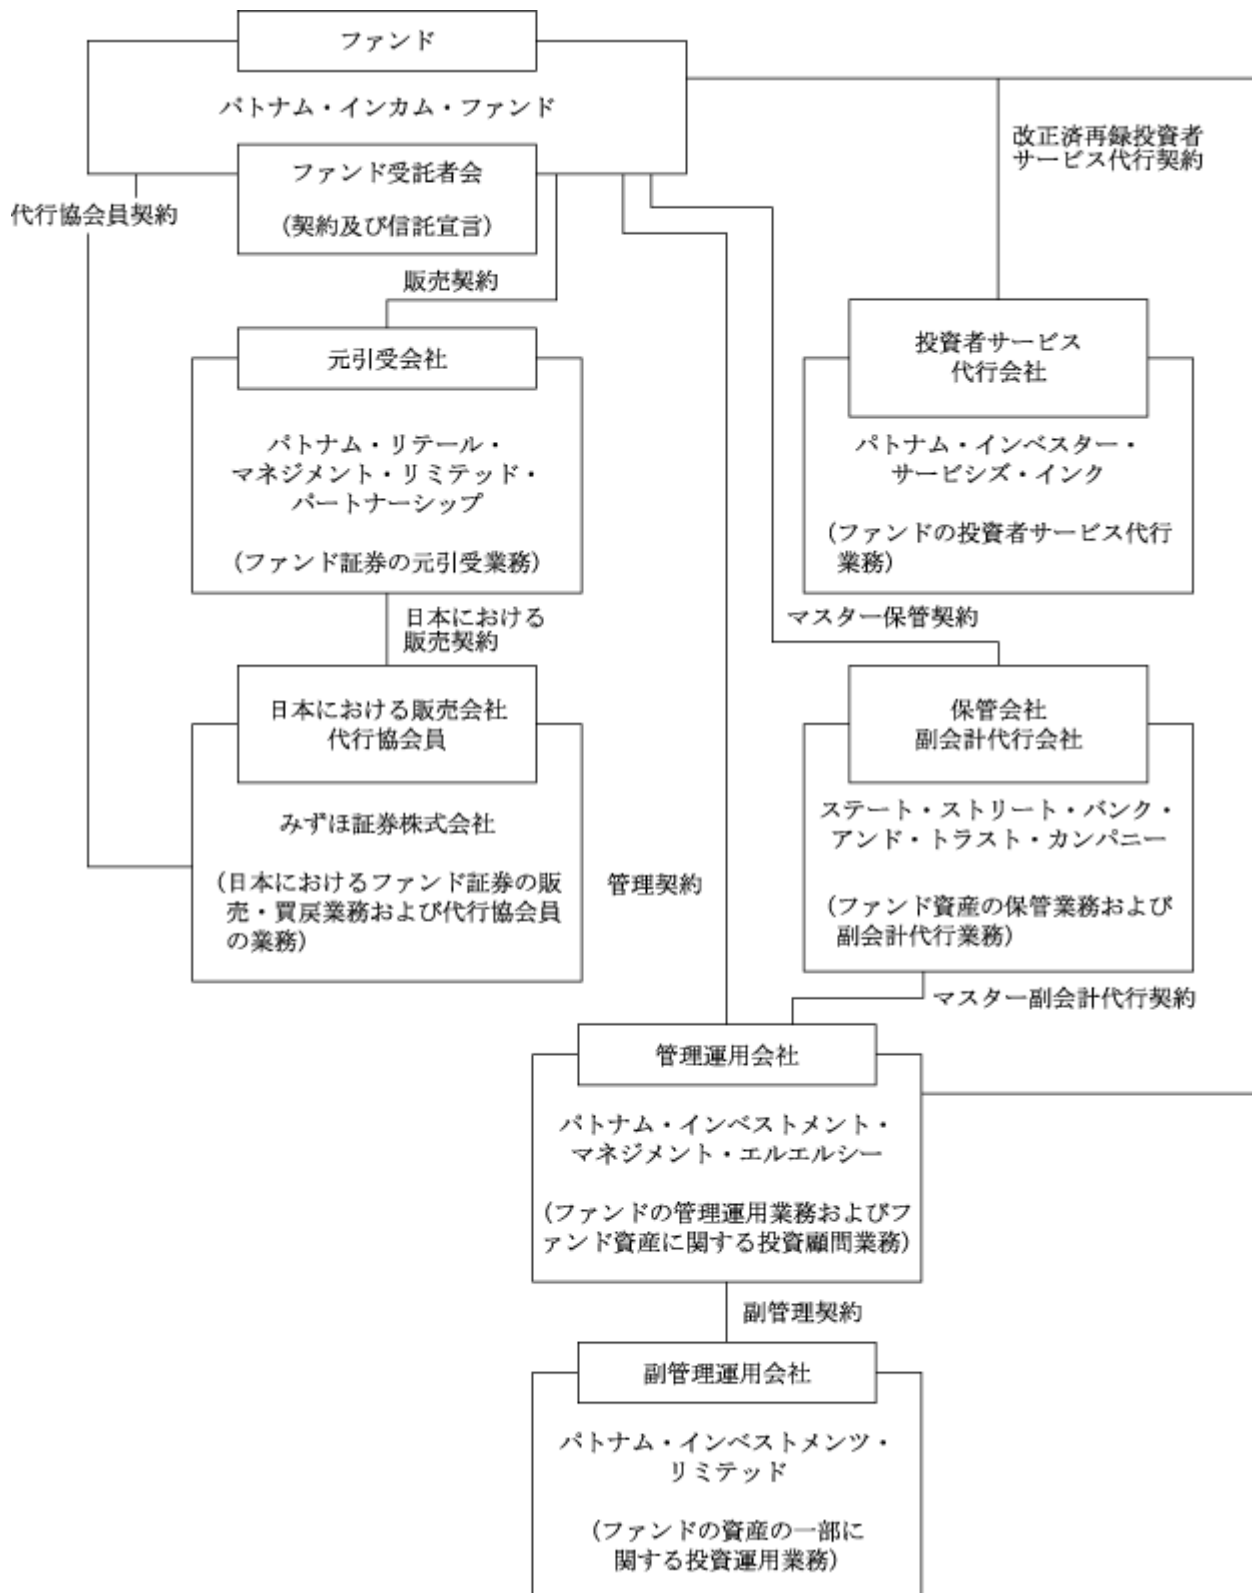 ファンド
パトナム・インカム・ファンド
ファンド受託者会
(契約及び信託宣言)
代行協会員契約
改正済再録投資者
サービス代行契約
販売契約
元引受会社
パトナム・リテール・
マネジメント・リミテッド・
パートナーシップ
(ファンド証券の元引受業務)
投資者サービス
代行会社
パトナム・インベスター・
サービシズ・インク
(ファンドの投資者サービス代行
業務)
日本における
販売契約
マスター保管契約
日本における販売会社
代行協会員
みずほ証券株式会社
(日本におけるファンド証券の販
売・買戻業務および代行協会員
の業務)
管理契約
保管会社
副会計代行会社
ステート・ストリート・バンク・
アンド・トラスト・カンパニー
(ファンド資産の保管業務および
副会計代行業務)
マスター副会計代行契約
管理運用会社
パトナム・インベストメント・
マネジメント・エルエルシー
(ファンドの管理運用業務およびフ
ァンド資産に関する投資顧問業務)
副管理契約
副管理運用会社
パトナム・インベストメンツ・
リミテッド
(ファンドの資産の一部に
関する投資運用業務)